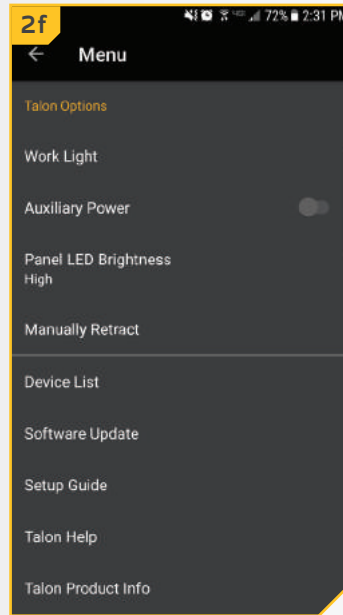 2f
72% 2:31 PM
Menu
Talon Options
Work Light
Auxiliary Power
Panel LED Brightness
High
Manually Retract
Device List
Software Update
Setup Guide
Talon Help
Talon Product Info